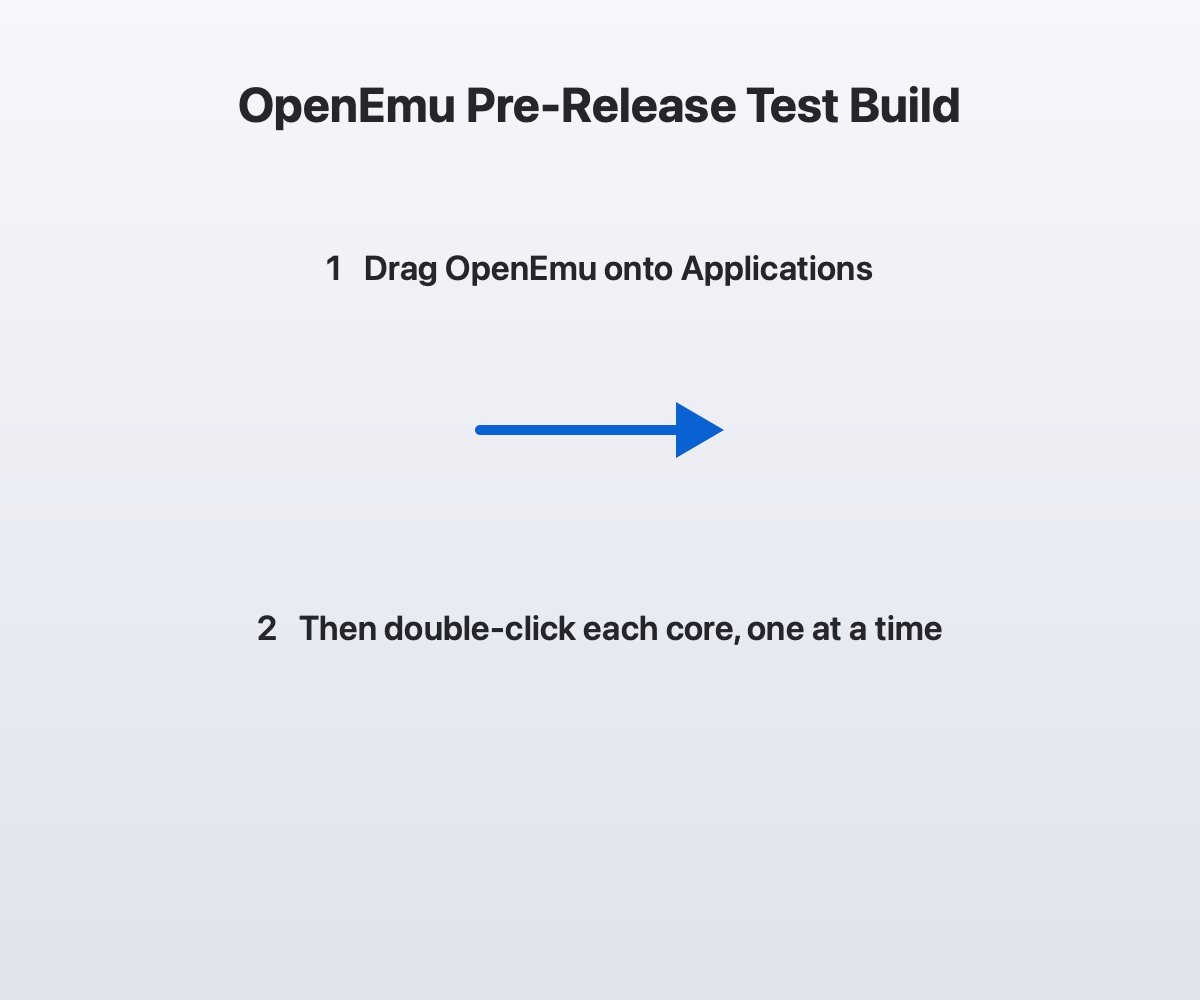 OpenEmu Pre-Release Test Build
1 Drag OpenEmu onto Applications
2 Then double-click each core, one at a time